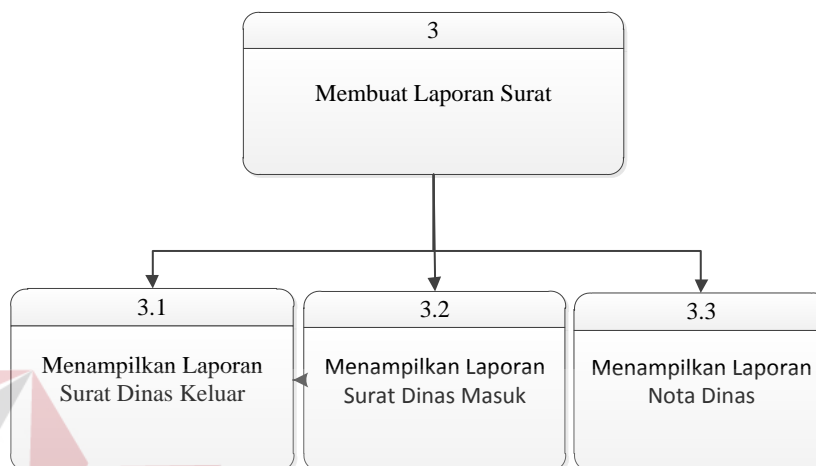 3
Membuat Laporan Surat
3.1
Menampilkan Laporan
Surat Dinas Keluar
3.2
Menampilkan Laporan
Surat Dinas Masuk
3.3
Menampilkan Laporan
Nota Dinas